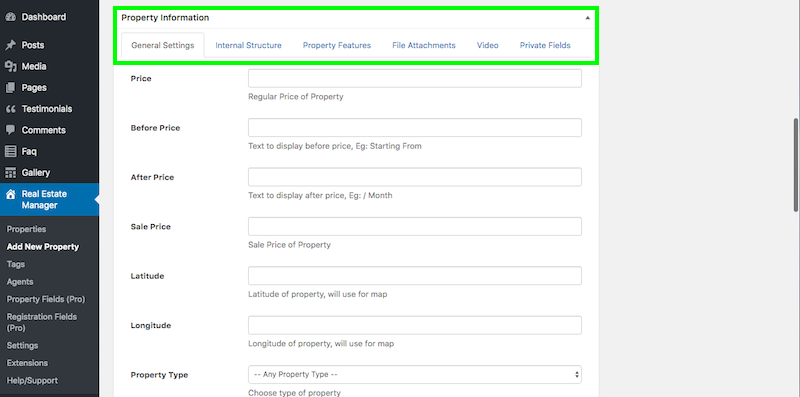 Dashboard
Posts
Media
Pages
Testimonials
Comments
Faq
Gallery
Real Estate
Manager
Properties
Add New Property
Tags
Agents
Property Fields (Pro)
Registration Fields
(Pro)
Settings
Extensions
Help/Support
Property Information
General Settings Internal Structure Property Features File Attachments Video Private Fields
Price
Regular Price of Property
Before Price
Text to display before price, Eg: Starting From
After Price
Text to display after price, Eg: / Month
Sale Price
Sale Price of Property
Latitude
Latitude of property, will use for map
Longitude
Longitude of property, will use for map
Property Type -- Any Property Type --
Choose type of property